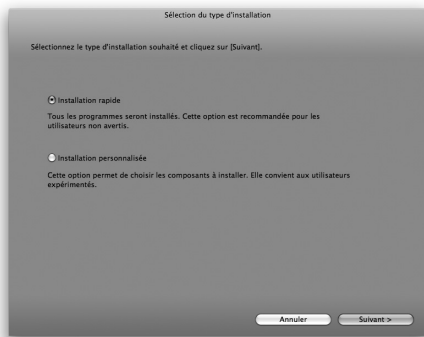 Sélection du type d'installation
Sélectionnez le type d'installation souhaité et cliquez sur [Suivant].
Installation rapide
Tous les programmes seront installés. Cette option est recommandée pour les
utilisateurs non avertis.
Installation personnalisée
Cette option permet de choisir les composants à installer. Elle convient aux utilisateurs
expérimentés.
Annuler
Suivant >